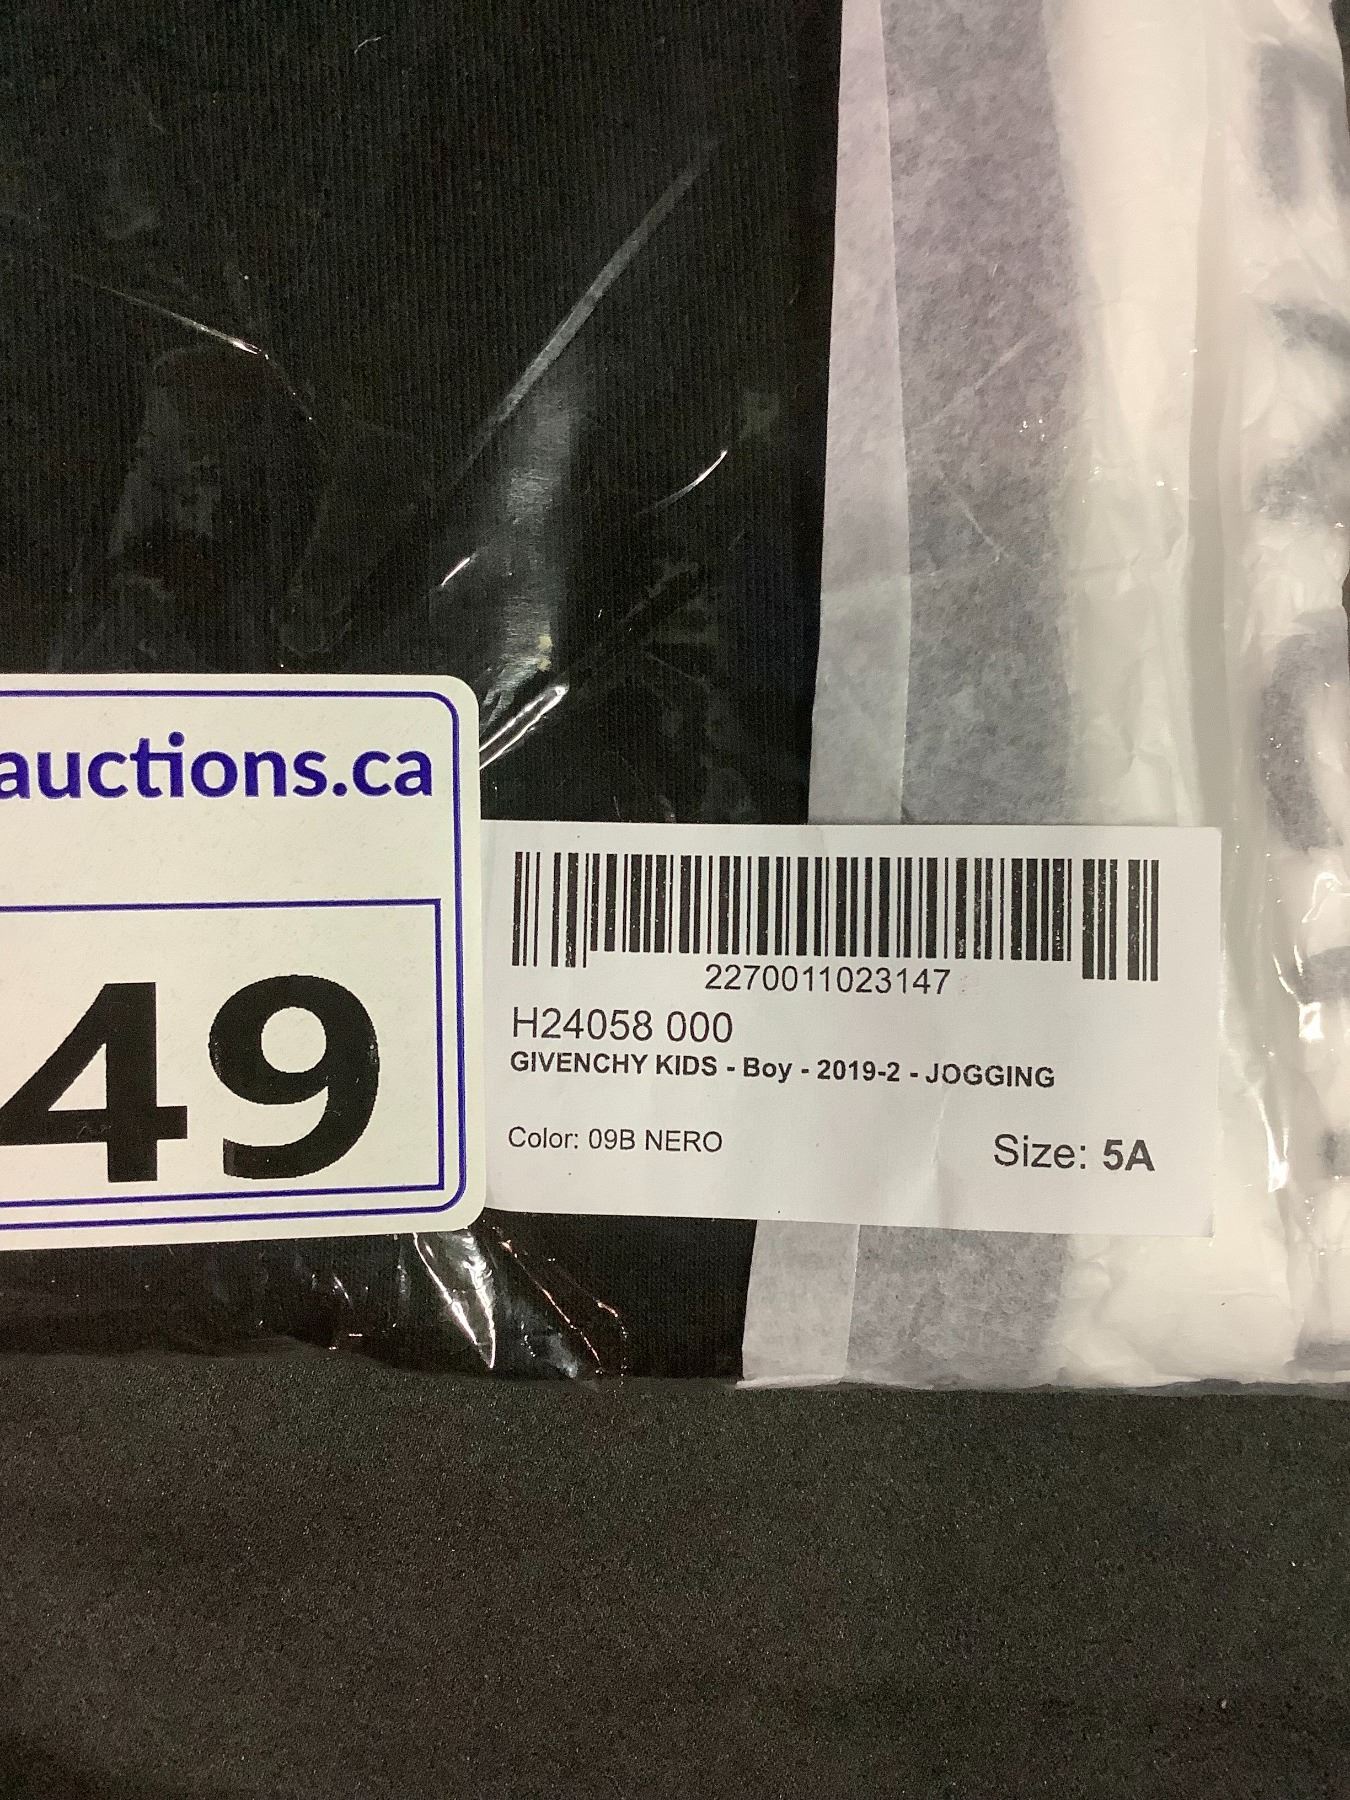 auctions.ca
49
2270011023147
H24058 000
GIVENCHY KIDS - Boy - 2019-2 - JOGGING
Color: 09B NERO
Size: 5A